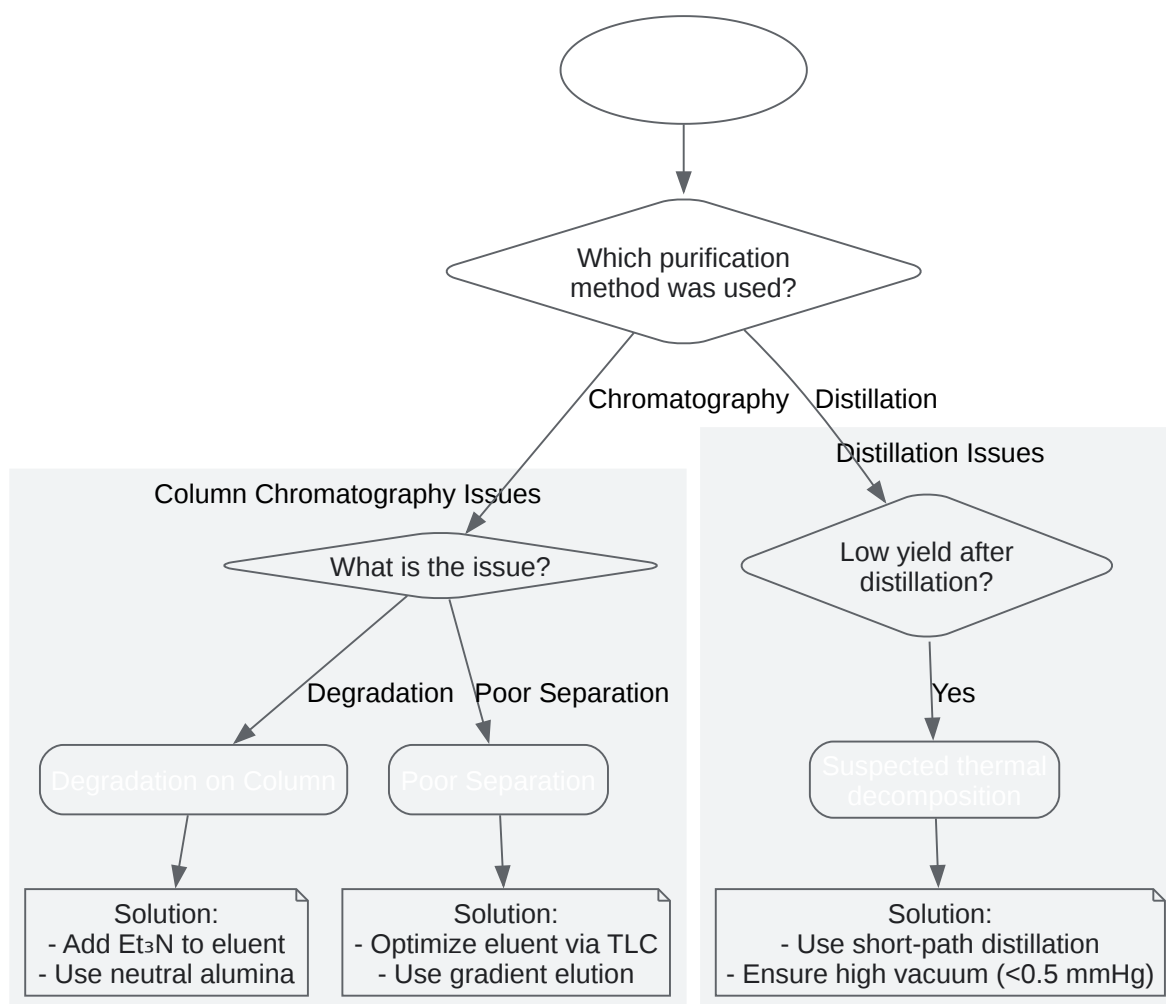 Which purification
method was used?
Chromatography
Distillation
Column Chromatography Issues
What is the issue?
Degradation
Poor Separation
Degradation on Column
Poor Separation
Solution:
- Add Et₃N to eluent
- Use neutral alumina
Solution:
- Optimize eluent via TLC
- Use gradient elution
Distillation Issues
Low yield after
distillation?
Yes
Suspected thermal
decomposition
Solution:
- Use short-path distillation
- Ensure high vacuum (<0.5 mmHg)